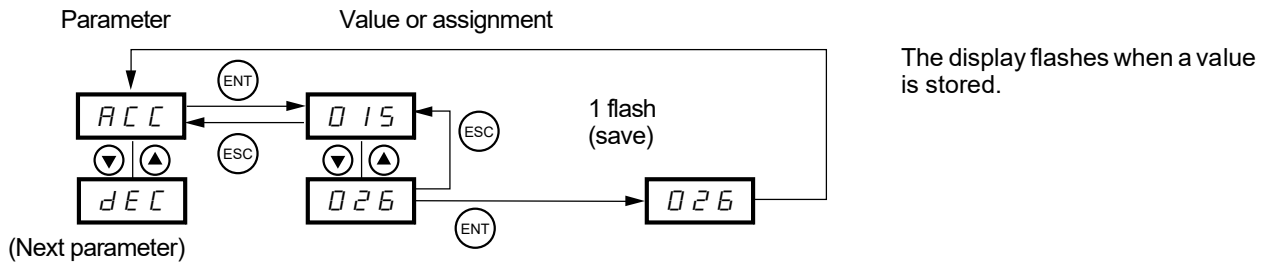 Parameter
Value or assignment
The display flashes when a value
is stored.
ENT
ACC
015
1 flash
(save)
ESC
ESC
dEC
026
026
ENT
(Next parameter)